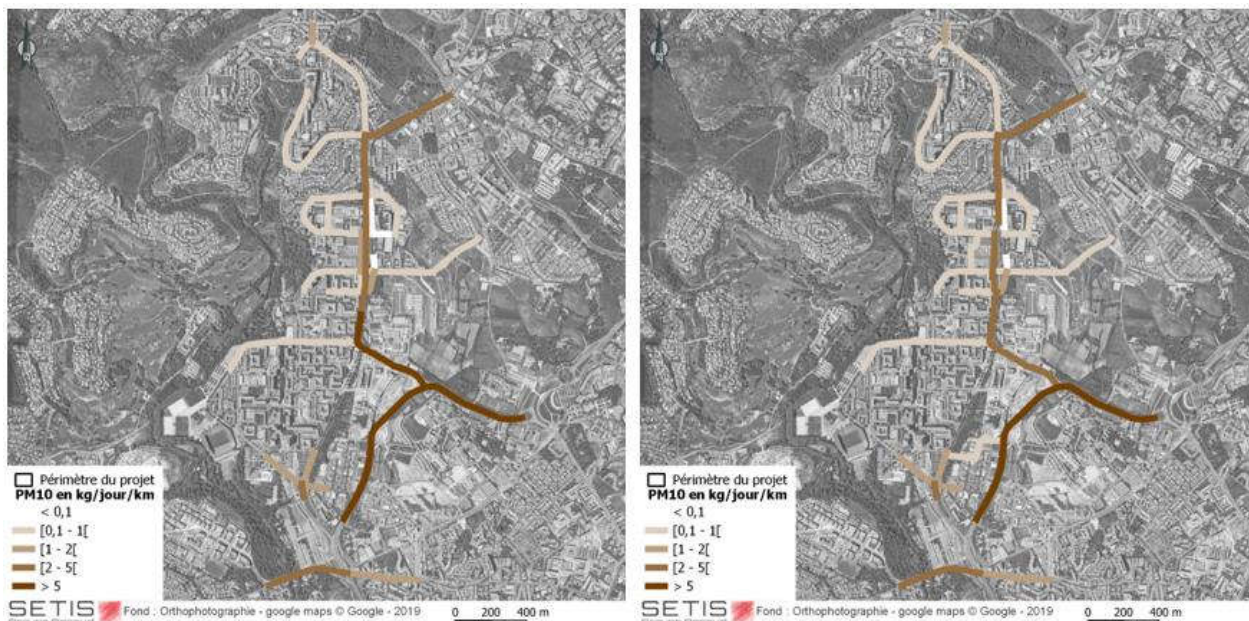 Périmètre du projet
PM10 en kg/jour/km
< 0,1
[0,1 - 1[
[1 - 2[
[2 - 5[
> 5
SETIS
Fond : Orthophotographie - google maps © Google - 2019
0 200 400 m
Périmètre du projet
PM10 en kg/jour/km
< 0,1
[0,1 - 1[
[1 - 2[
[2 - 5[
> 5
SETIS
Fond : Orthophotographie - google maps © Google - 2019
0 200 400 m